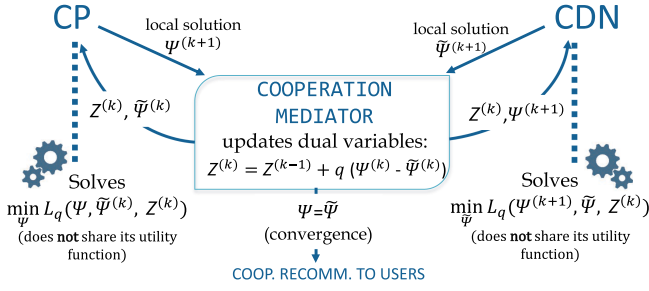 CP
CDN
local solution
Ψ^(k+1)
local solution
Ψ̃^(k+1)
COOPERATION
MEDIATOR
updates dual variables:
Z^(k) = Z^(k−1) + q (Ψ^(k) - Ψ̃^(k))
Z^(k), Ψ̃^(k)
Z^(k),Ψ^(k+1)
Solves
min_Ψ L_q(Ψ, Ψ̃^(k), Z^(k))
(does not share its utility
function)
Ψ=Ψ̃
(convergence)
COOP. RECOMM. TO USERS
Solves
min_Ψ̃ L_q(Ψ^(k+1), Ψ̃, Z^(k))
(does not share its utility
function)